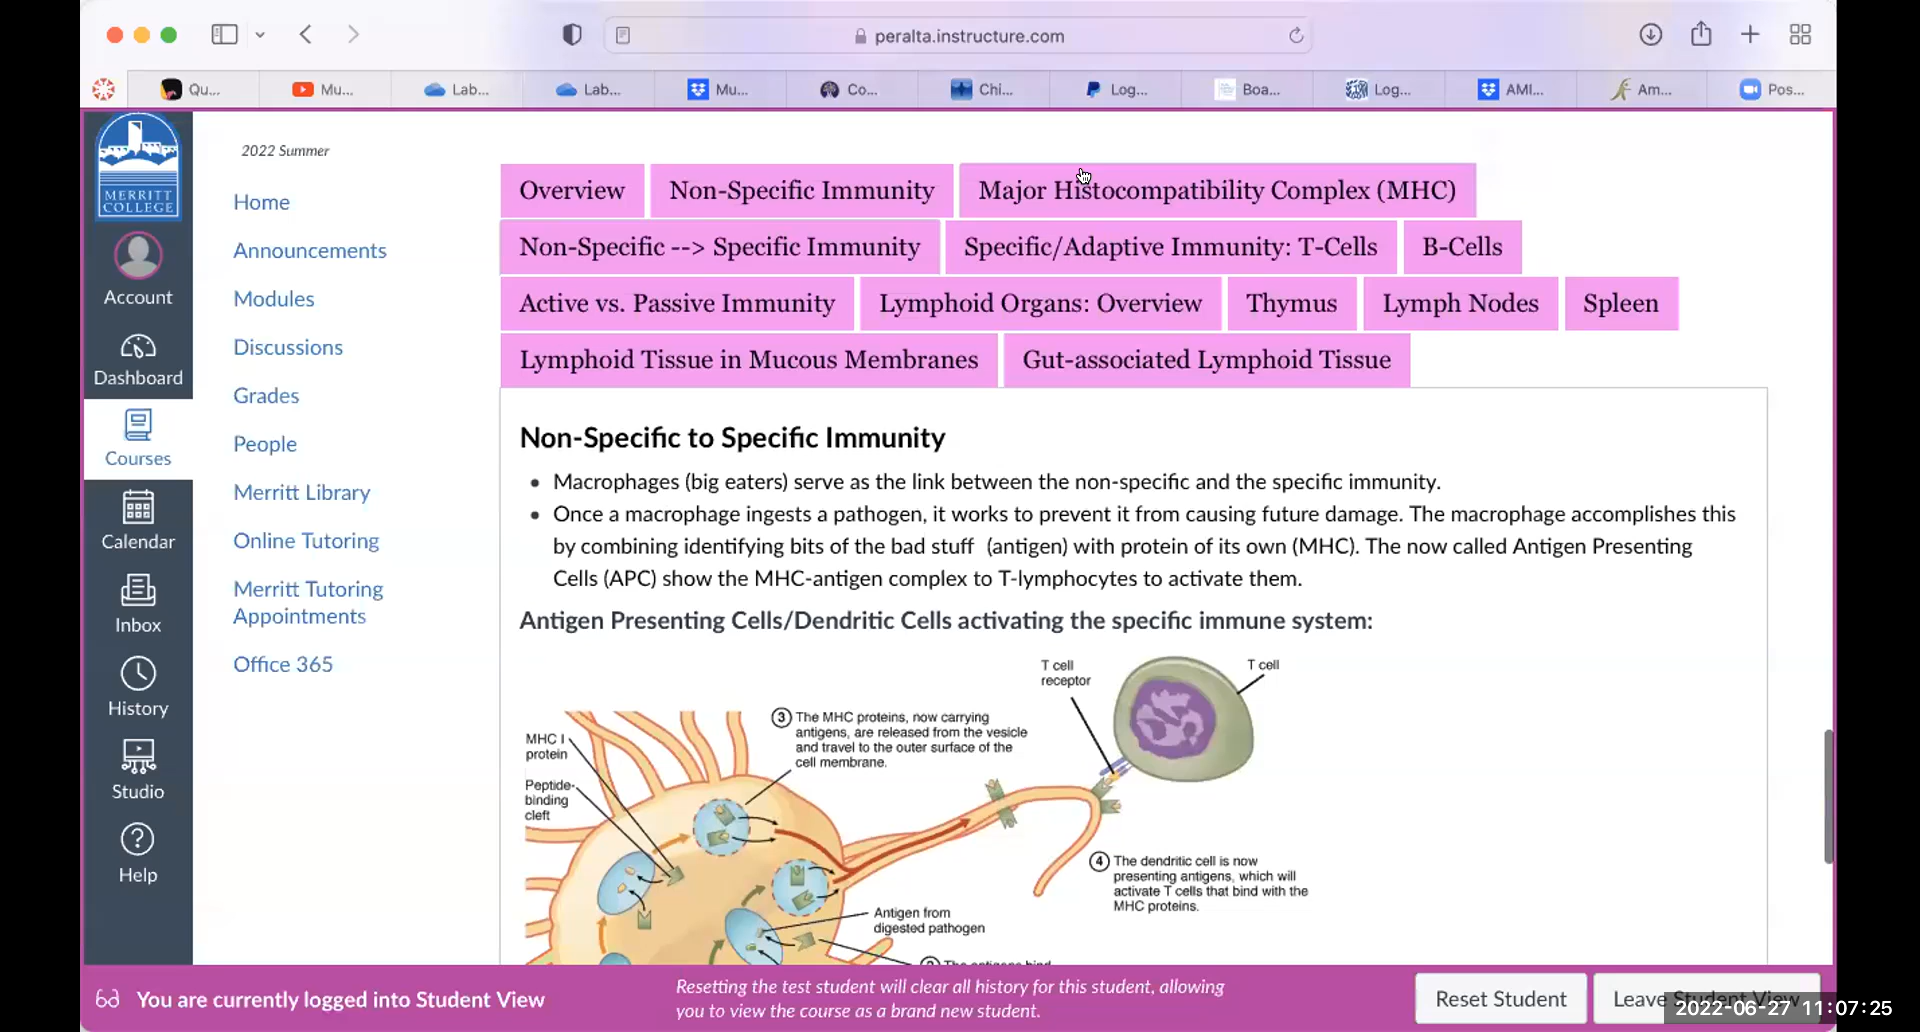 peralta.instructure.com
Qu...
Mu...
Lab...
Lab...
Mu...
Co...
Chi...
Log...
Boa...
Log...
AMI...
Am...
Pos...
MERRITT
COLLEGE
Account
Dashboard
Courses
Calendar
Inbox
History
Studio
Help
2022 Summer
Home
Announcements
Modules
Discussions
Grades
People
Merritt Library
Online Tutoring
Merritt Tutoring
Appointments
Office 365
Overview
Non-Specific Immunity
Major Histocompatibility Complex (MHC)
Non-Specific --> Specific Immunity
Specific/Adaptive Immunity: T-Cells
B-Cells
Active vs. Passive Immunity
Lymphoid Organs: Overview
Thymus
Lymph Nodes
Spleen
Lymphoid Tissue in Mucous Membranes
Gut-associated Lymphoid Tissue
Non-Specific to Specific Immunity
Macrophages (big eaters) serve as the link between the non-specific and the specific immunity.
Once a macrophage ingests a pathogen, it works to prevent it from causing future damage. The macrophage accomplishes this
by combining identifying bits of the bad stuff (antigen) with protein of its own (MHC). The now called Antigen Presenting
Cells (APC) show the MHC-antigen complex to T-lymphocytes to activate them.
Antigen Presenting Cells/Dendritic Cells activating the specific immune system:
T cell
receptor
T cell
MHC I
protein
Peptide-
binding
cleft
3 The MHC proteins, now carrying
antigens, are released from the vesicle
and travel to the outer surface of the
cell membrane.
4 The dendritic cell is now
presenting antigens, which will
activate T cells that bind with the
MHC proteins.
Antigen from
digested pathogen
2 The antigens bind
You are currently logged into Student View
Resetting the test student will clear all history for this student, allowing
you to view the course as a brand new student.
Reset Student
Leave Student View
2022-06-27 11:07:25